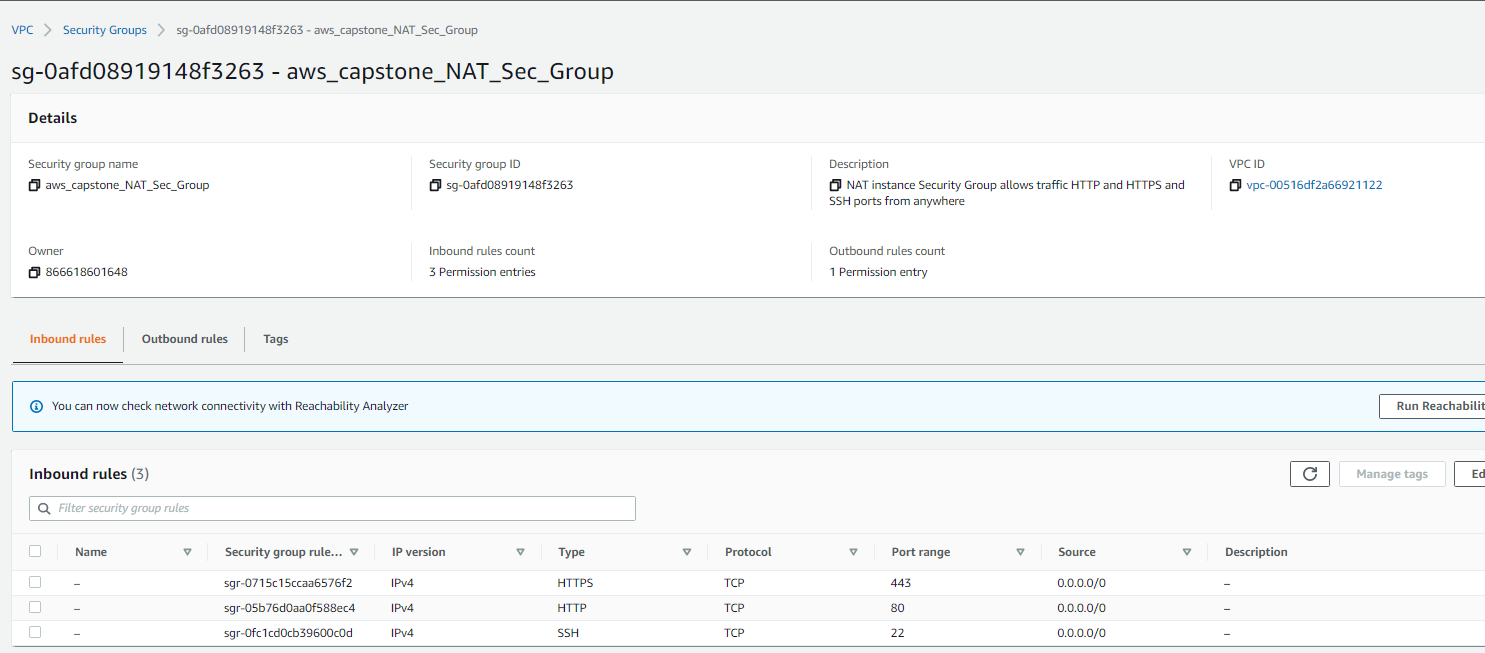 VPC > Security Groups > sg-0afd08919148f3263 - aws_capstone_NAT_Sec_Group
sg-0afd08919148f3263 - aws_capstone_NAT_Sec_Group
Details
Security group name
aws_capstone_NAT_Sec_Group
Security group ID
sg-0afd08919148f3263
Description
NAT instance Security Group allows traffic HTTP and HTTPS and
SSH ports from anywhere
VPC ID
vpc-00516df2a66921122
Owner
866618601648
Inbound rules count
3 Permission entries
Outbound rules count
1 Permission entry
Inbound rules Outbound rules Tags
You can now check network connectivity with Reachability Analyzer
Run Reachabilit
Inbound rules (3)
Manage tags Ed
Filter security group rules
Name Security group rule... IP version Type Protocol Port range Source Description
– sgr-0715c15ccaa6576f2 IPv4 HTTPS TCP 443 0.0.0.0/0 –
– sgr-05b76d0aa0f588ec4 IPv4 HTTP TCP 80 0.0.0.0/0 –
– sgr-0fc1cd0cb39600c0d IPv4 SSH TCP 22 0.0.0.0/0 –